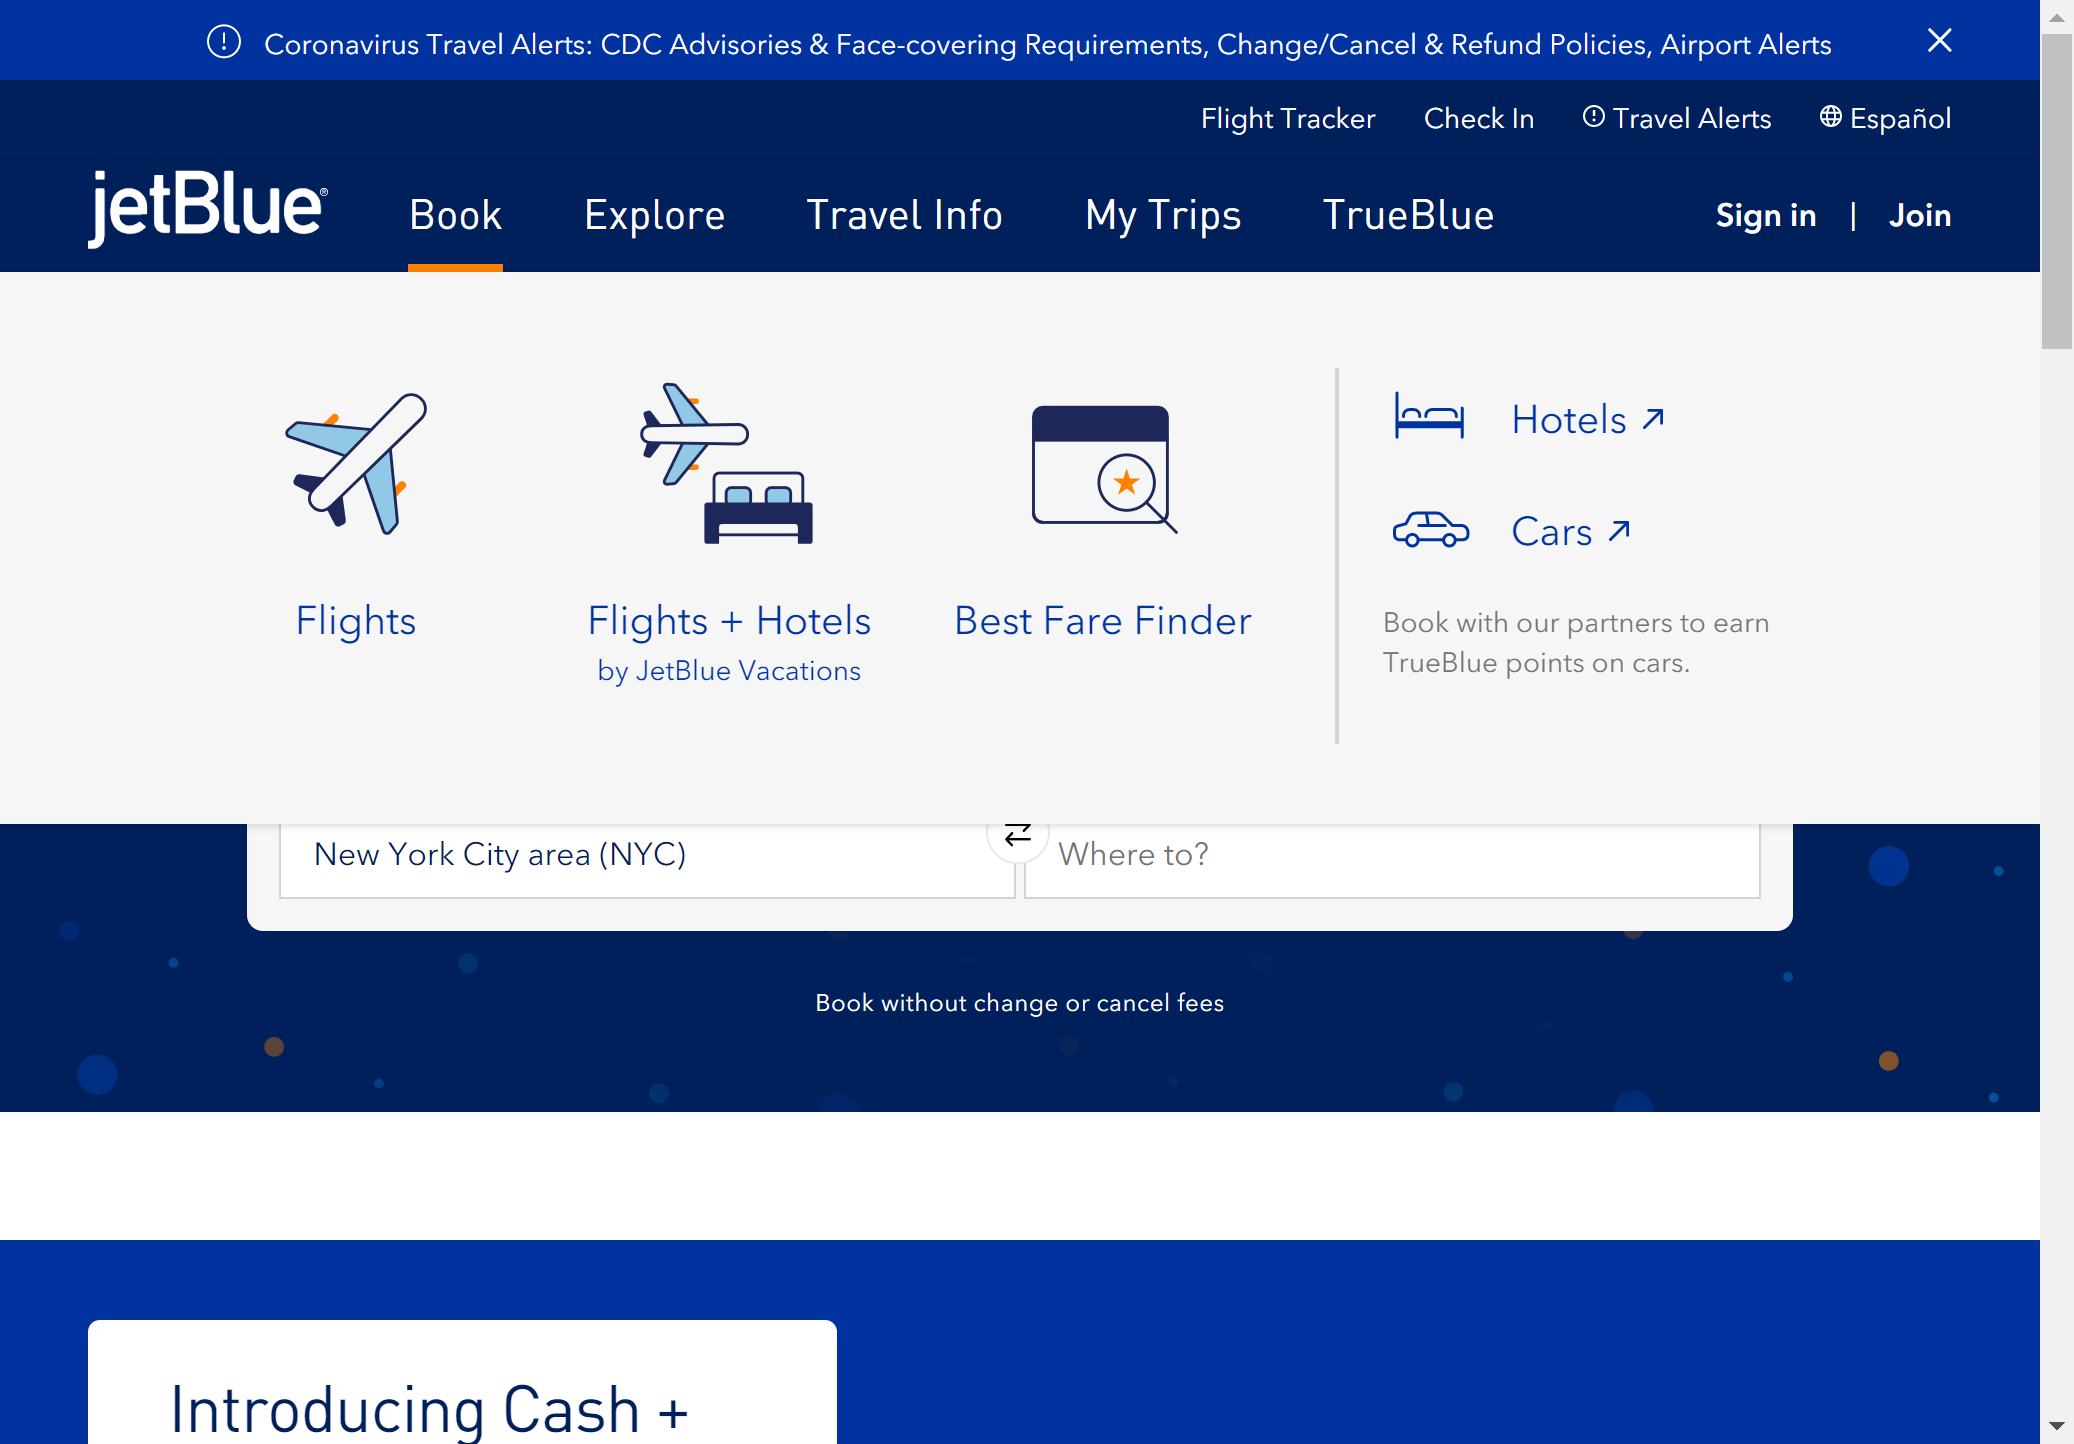 Coronavirus Travel Alerts: CDC Advisories & Face-covering Requirements, Change/Cancel & Refund Policies, Airport Alerts
Flight Tracker Check In Travel Alerts Español
jetBlue® Book Explore Travel Info My Trips TrueBlue Sign in | Join
Hotels
Cars
Flights Flights + Hotels Best Fare Finder
by JetBlue Vacations
Book with our partners to earn
TrueBlue points on cars.
New York City area (NYC) Where to?
Book without change or cancel fees
Introducing Cash +